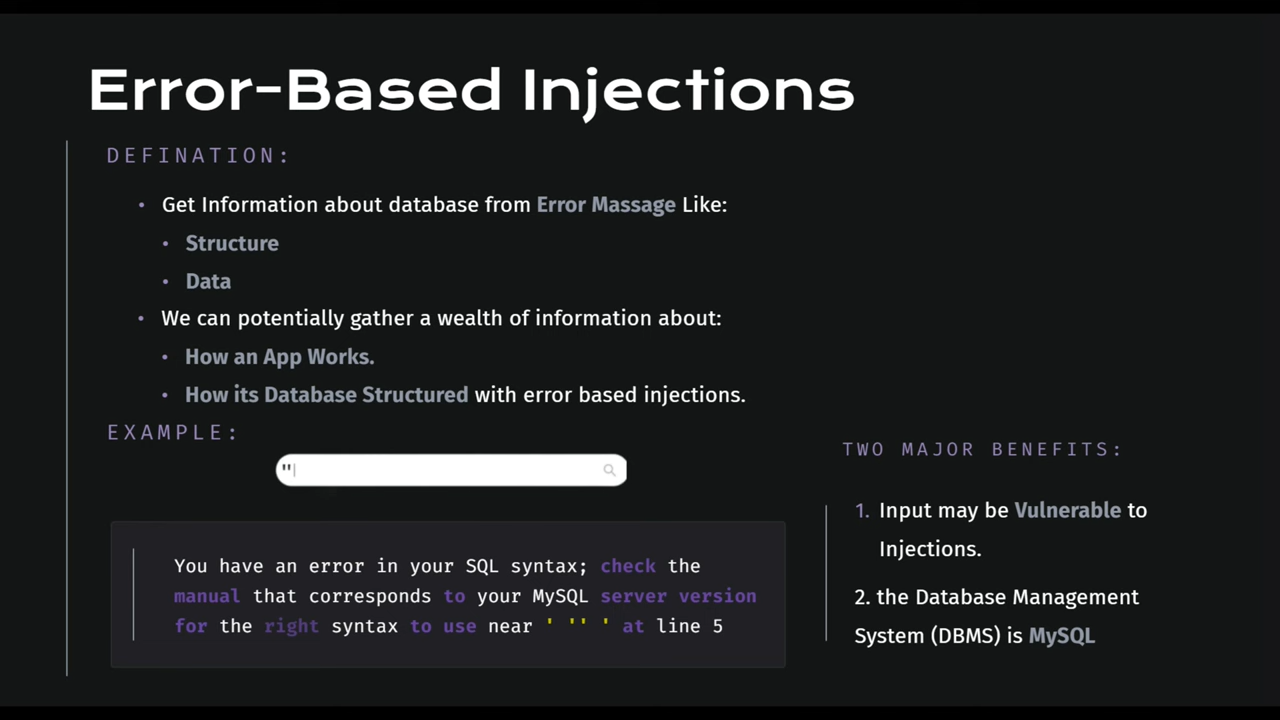 Error-Based Injections
DEFINATION:
• Get Information about database from Error Massage Like:
• Structure
• Data
• We can potentially gather a wealth of information about:
• How an App Works.
• How its Database Structured with error based injections.
EXAMPLE:
"
You have an error in your SQL syntax; check the
manual that corresponds to your MySQL server version
for the right syntax to use near ' '' ' at line 5
TWO MAJOR BENEFITS:
1. Input may be Vulnerable to
Injections.
2. the Database Management
System (DBMS) is MySQL